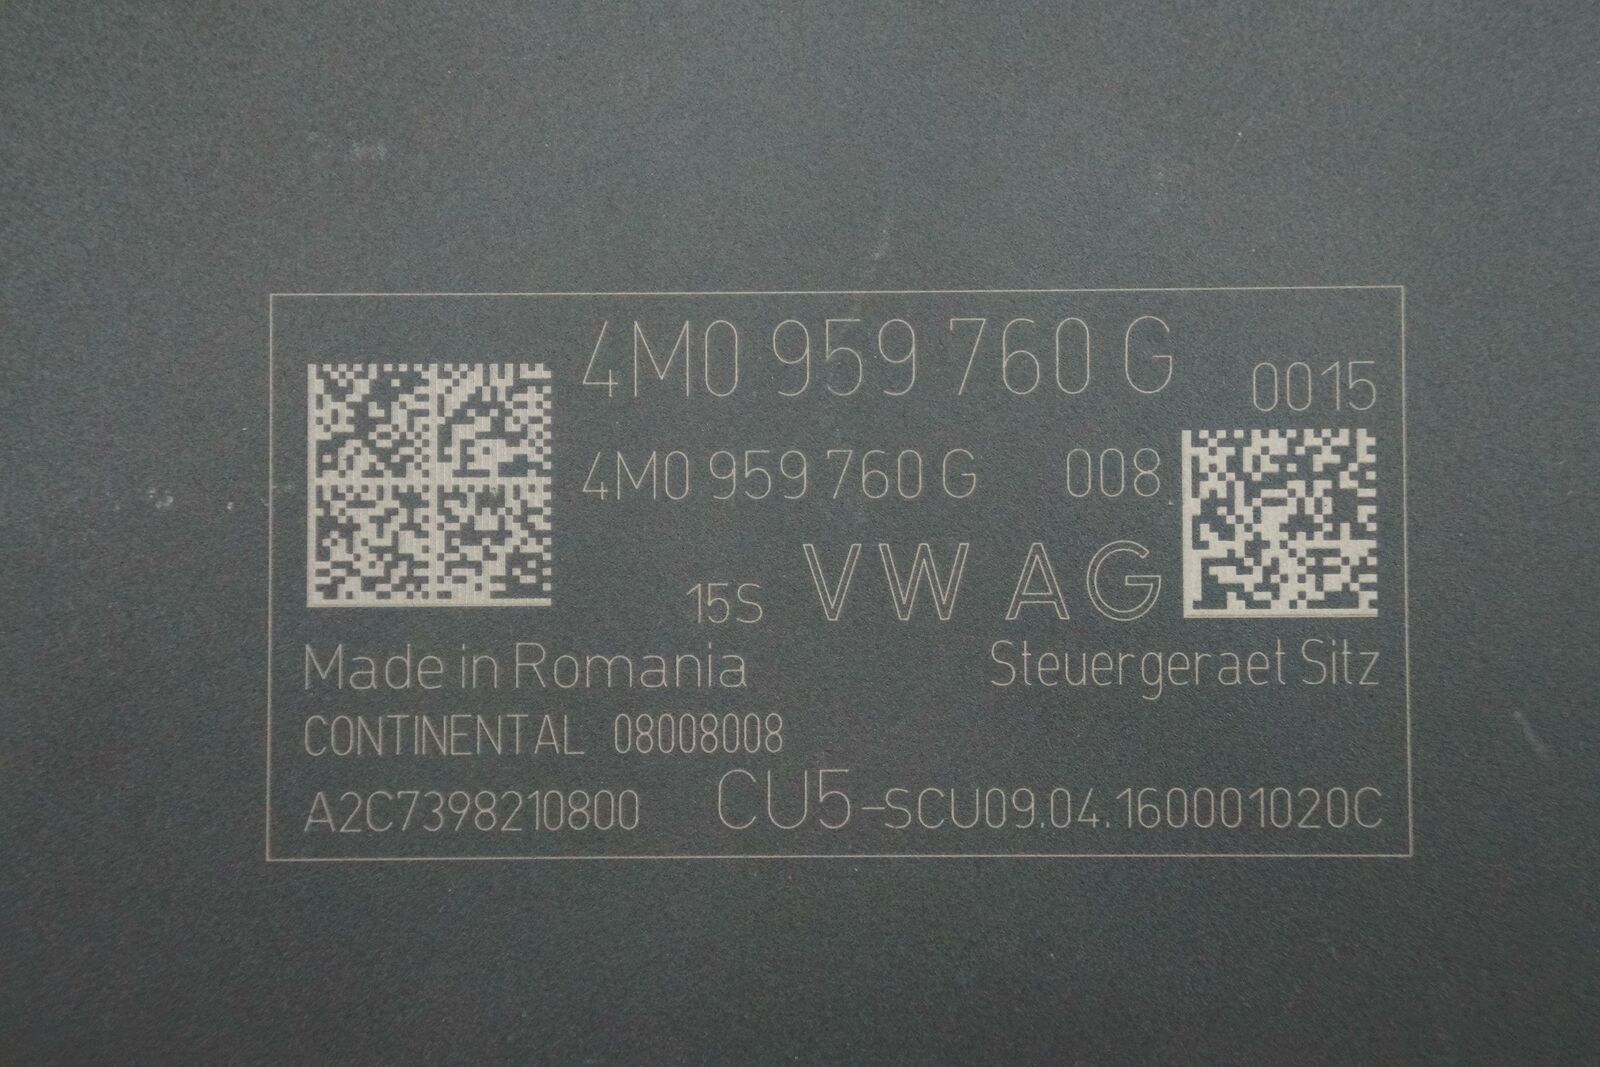 4M0 959 760 G 0015
4M0 959 760 G 008
15S VW AG
Made in Romania Steuergeraet Sitz
CONTINENTAL 08008008
A2C7398210800 CU5-SCU09.04.160001020C